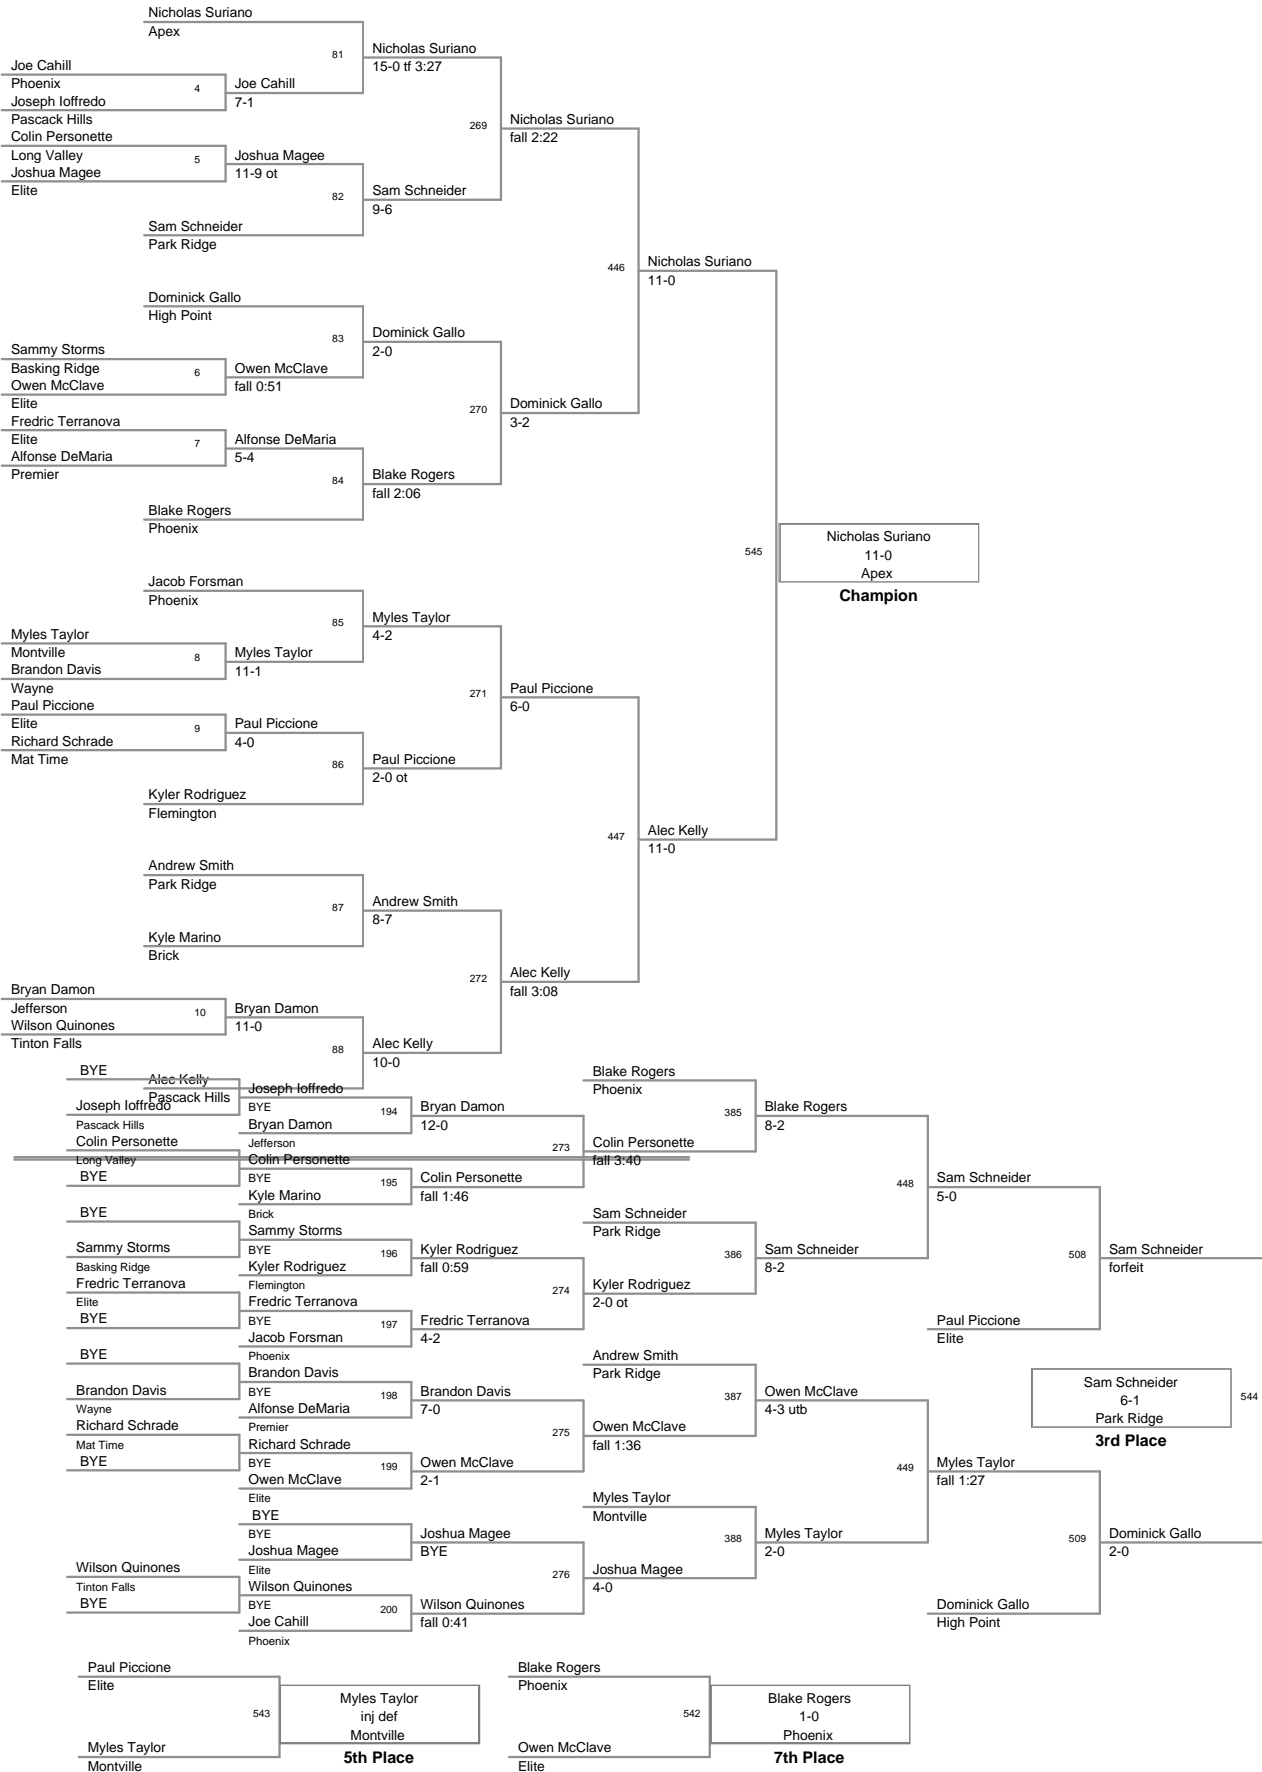 Nicholas Suriano
Apex
81
Nicholas Suriano
15-0 tf 3:27
Joe Cahill
Phoenix
4
Joe Cahill
7-1
Joseph Ioffredo
Pascack Hills
269
Nicholas Suriano
fall 2:22
Colin Personette
Long Valley
5
Joshua Magee
11-9 ot
Joshua Magee
Elite
82
Sam Schneider
9-6
Sam Schneider
Park Ridge
446
Nicholas Suriano
11-0
Dominick Gallo
High Point
83
Dominick Gallo
2-0
Sammy Storms
Basking Ridge
6
Owen McClave
fall 0:51
Owen McClave
Elite
270
Dominick Gallo
3-2
Fredric Terranova
Elite
7
Alfonse DeMaria
5-4
Alfonse DeMaria
Premier
84
Blake Rogers
fall 2:06
Blake Rogers
Phoenix
545
Nicholas Suriano
11-0
Apex
Champion
Jacob Forsman
Phoenix
85
Myles Taylor
4-2
Myles Taylor
Montville
8
Myles Taylor
11-1
Brandon Davis
Wayne
271
Paul Piccione
6-0
Paul Piccione
Elite
9
Paul Piccione
4-0
Richard Schrade
Mat Time
86
Paul Piccione
2-0 ot
Kyler Rodriguez
Flemington
447
Alec Kelly
11-0
Andrew Smith
Park Ridge
87
Andrew Smith
8-7
Kyle Marino
Brick
272
Alec Kelly
fall 3:08
Bryan Damon
Jefferson
10
Bryan Damon
11-0
Wilson Quinones
Tinton Falls
88
Alec Kelly
10-0
Alec Kelly
Pascack Hills
BYE
Joseph Ioffredo
Pascack Hills
Joseph Ioffredo
BYE
194
Bryan Damon
Jefferson
Bryan Damon
12-0
Colin Personette
Long Valley
BYE
Colin Personette
BYE
195
Kyle Marino
Brick
Colin Personette
fall 1:46
273
Colin Personette
fall 3:40
Blake Rogers
Phoenix
385
Blake Rogers
8-2
BYE
Sammy Storms
Basking Ridge
Sammy Storms
BYE
196
Kyler Rodriguez
Flemington
Kyler Rodriguez
fall 0:59
Fredric Terranova
Elite
BYE
Fredric Terranova
BYE
197
Jacob Forsman
Phoenix
Fredric Terranova
4-2
274
Kyler Rodriguez
2-0 ot
Sam Schneider
Park Ridge
386
Sam Schneider
8-2
448
Sam Schneider
5-0
508
Sam Schneider
forfeit
Paul Piccione
Elite
BYE
Brandon Davis
Wayne
Brandon Davis
BYE
198
Alfonse DeMaria
Premier
Brandon Davis
7-0
Richard Schrade
Mat Time
BYE
Richard Schrade
BYE
199
Owen McClave
Elite
Owen McClave
2-1
275
Owen McClave
fall 1:36
Andrew Smith
Park Ridge
387
Owen McClave
4-3 utb
Sam Schneider
6-1
Park Ridge
544
3rd Place
BYE
BYE
Joshua Magee
Elite
Joshua Magee
BYE
Wilson Quinones
Tinton Falls
BYE
Wilson Quinones
BYE
200
Joe Cahill
Phoenix
Wilson Quinones
fall 0:41
276
Joshua Magee
4-0
Myles Taylor
Montville
388
Myles Taylor
2-0
449
Myles Taylor
fall 1:27
509
Dominick Gallo
2-0
Dominick Gallo
High Point
Paul Piccione
Elite
543
Myles Taylor
inj def
Montville
5th Place
Myles Taylor
Montville
Blake Rogers
Phoenix
542
Blake Rogers
1-0
Phoenix
7th Place
Owen McClave
Elite